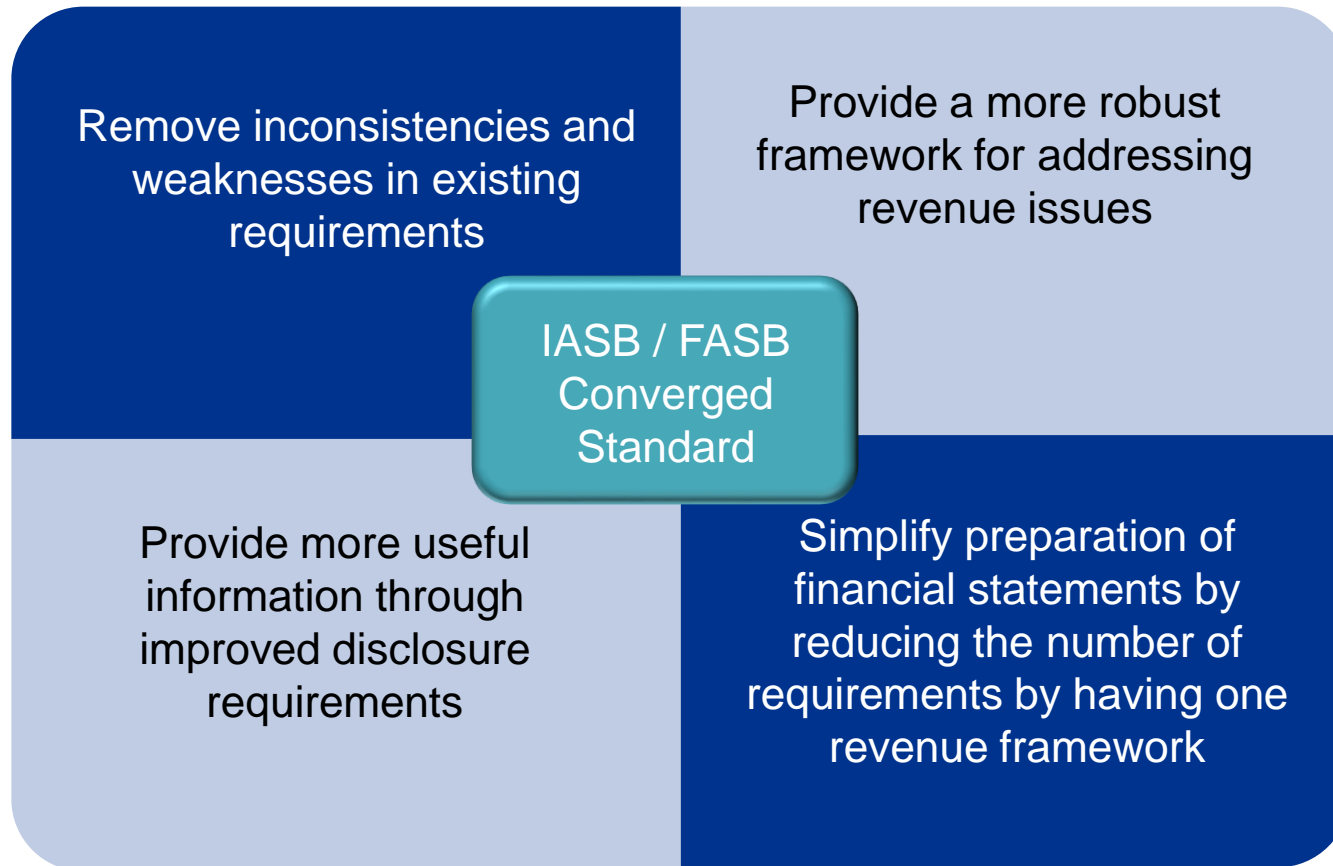 Remove inconsistencies and
weaknesses in existing
requirements
Provide a more robust
framework for addressing
revenue issues
IASB / FASB
Converged
Standard
Provide more useful
information through
improved disclosure
requirements
Simplify preparation of
financial statements by
reducing the number of
requirements by having one
revenue framework